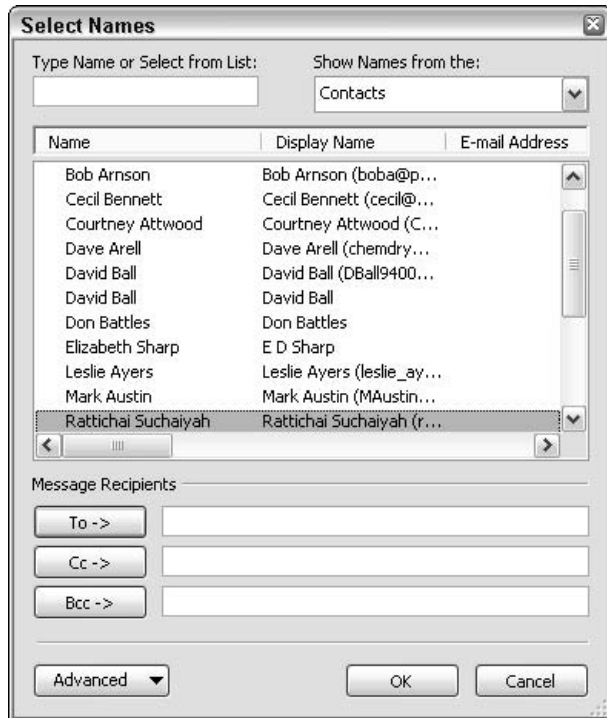 Select Names
Type Name or Select from List: Show Names from the:
Contacts
Name Display Name E-mail Address
Bob Arnson Bob Arnson (boba@p...
Cecil Bennett Cecil Bennett (cecil@...
Courtney Attwood Courtney Attwood (C...
Dave Arell Dave Arell (chemdry...
David Ball David Ball (DBall9400...
David Ball David Ball
Don Battles Don Battles
Elizabeth Sharp E D Sharp
Leslie Ayers Leslie Ayers (leslie_ay...
Mark Austin Mark Austin (MAustin...
Rattichai Suchaiyah Rattichai Suchaiyah (r...
Message Recipients
To ->
Cc ->
Bcc ->
Advanced OK Cancel